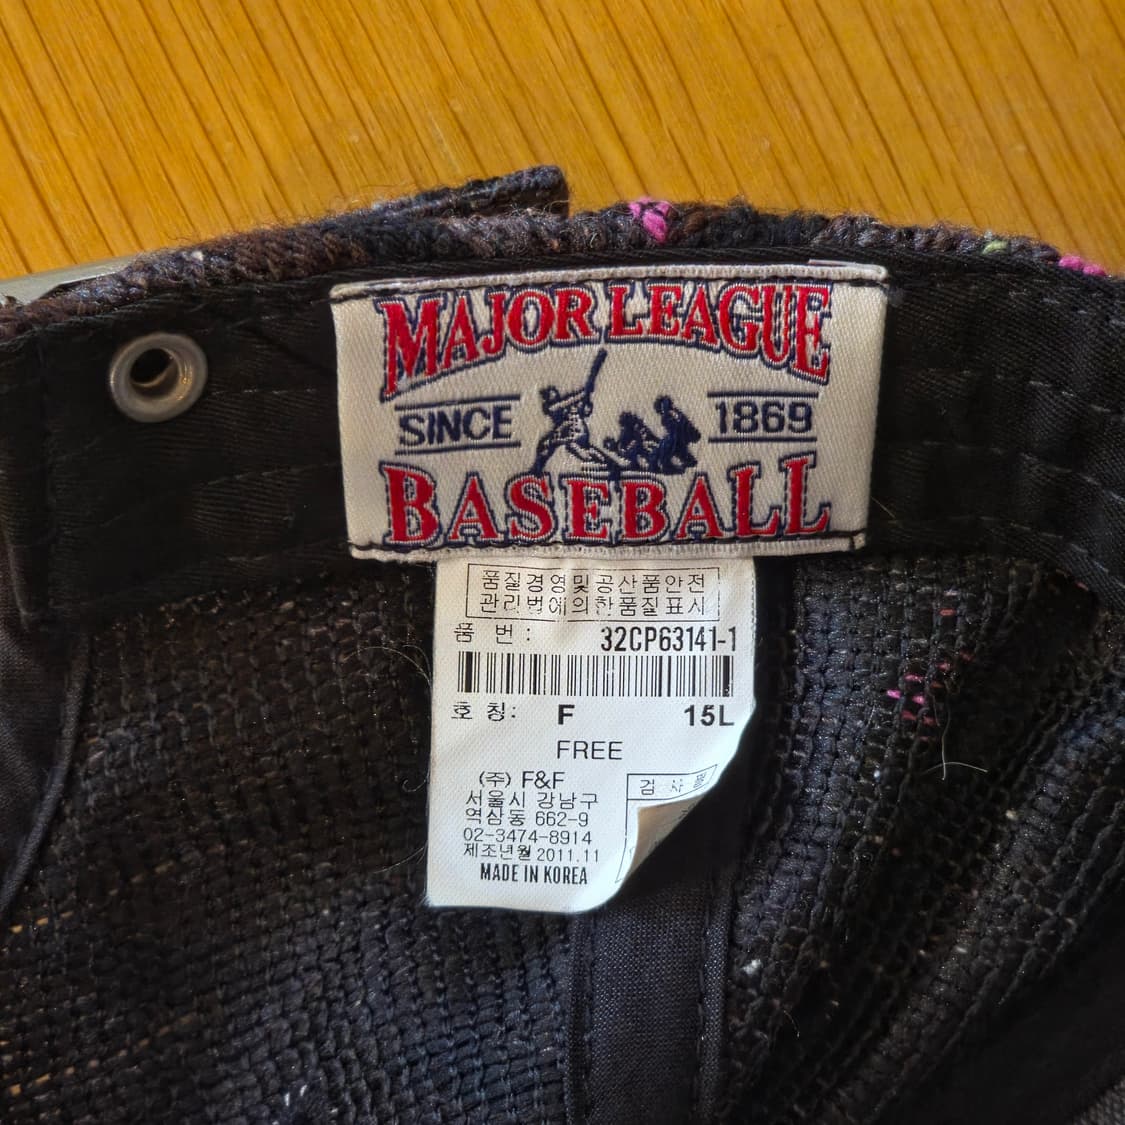 MAJOR LEAGUE
SINCE 1869
BASEBALL
품질경영및공산품안전
관리법에의한품질표시
품 번: 32CP63141-1
호 칭: F 15L
FREE
(주) F&F
검 사 필
서울시 강남구
역삼동 662-9
02-3474-8914
제조년월 2011.11
MADE IN KOREA